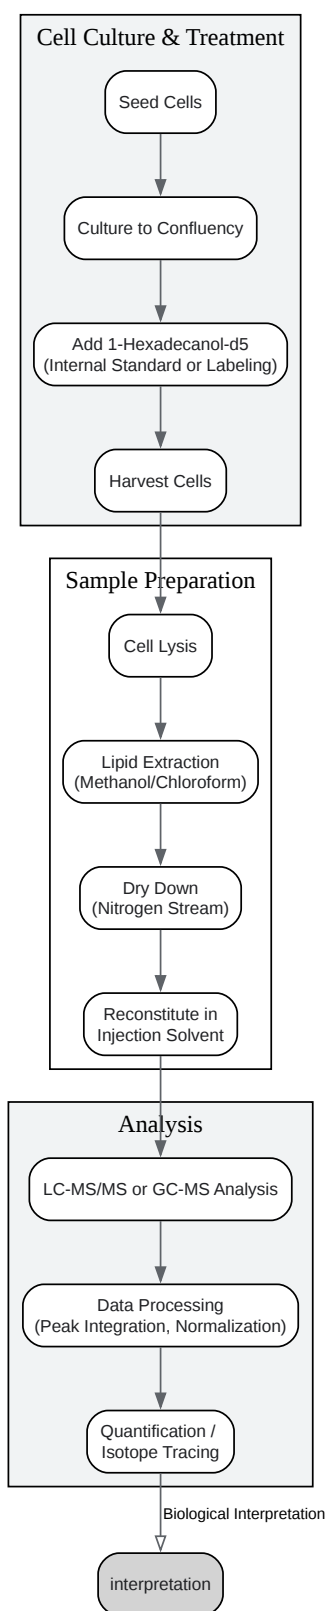 Cell Culture & Treatment
Seed Cells
Culture to Confluency
Add 1-Hexadecanol-d5
(Internal Standard or Labeling)
Harvest Cells
Sample Preparation
Cell Lysis
Lipid Extraction
(Methanol/Chloroform)
Dry Down
(Nitrogen Stream)
Reconstitute in
Injection Solvent
Analysis
LC-MS/MS or GC-MS Analysis
Data Processing
(Peak Integration, Normalization)
Quantification /
Isotope Tracing
Biological Interpretation
interpretation